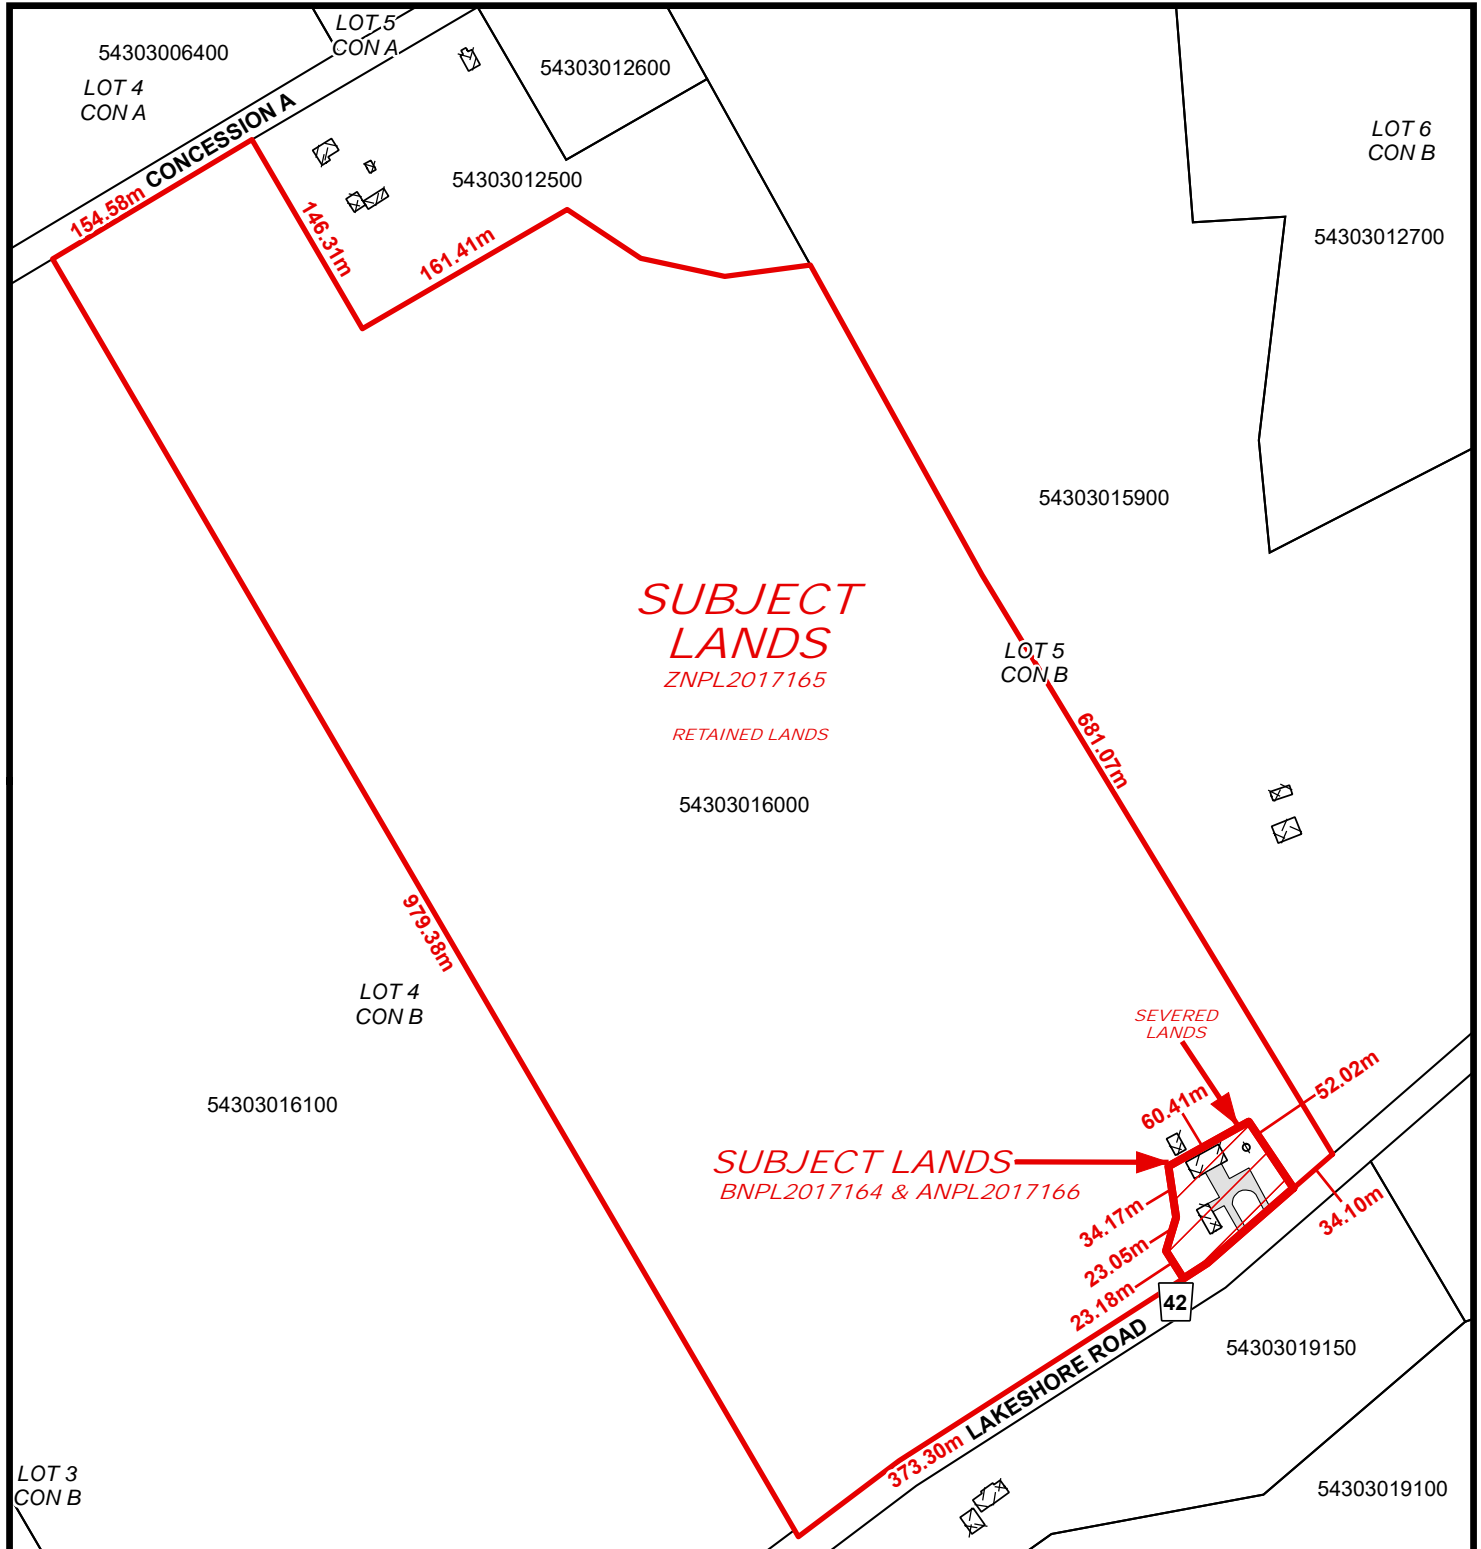 LOT 5
CON A
54303006400
LOT 4
CON A
54303012600
CONCESSION A
154.58m
LOT 6
CON B
54303012500
146.31m
161.41m
54303012700
54303015900
SUBJECT
LANDS
ZNPL2017165
RETAINED LANDS
54303016000
LOT 5
CON B
681.07m
979.38m
LOT 4
CON B
54303016100
SEVERED
LANDS
52.02m
60.41m
SUBJECT LANDS
BNPL2017164 & ANPL2017166
34.17m
34.10m
23.05m
23.18m
42
LAKESHORE ROAD
373.30m
54303019150
LOT 3
CON B
54303019100